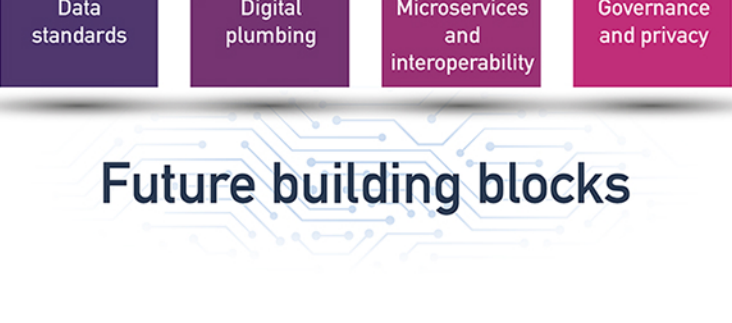 Data
standards
Digital
plumbing
Microservices
and
interoperability
Governance
and privacy
Future building blocks